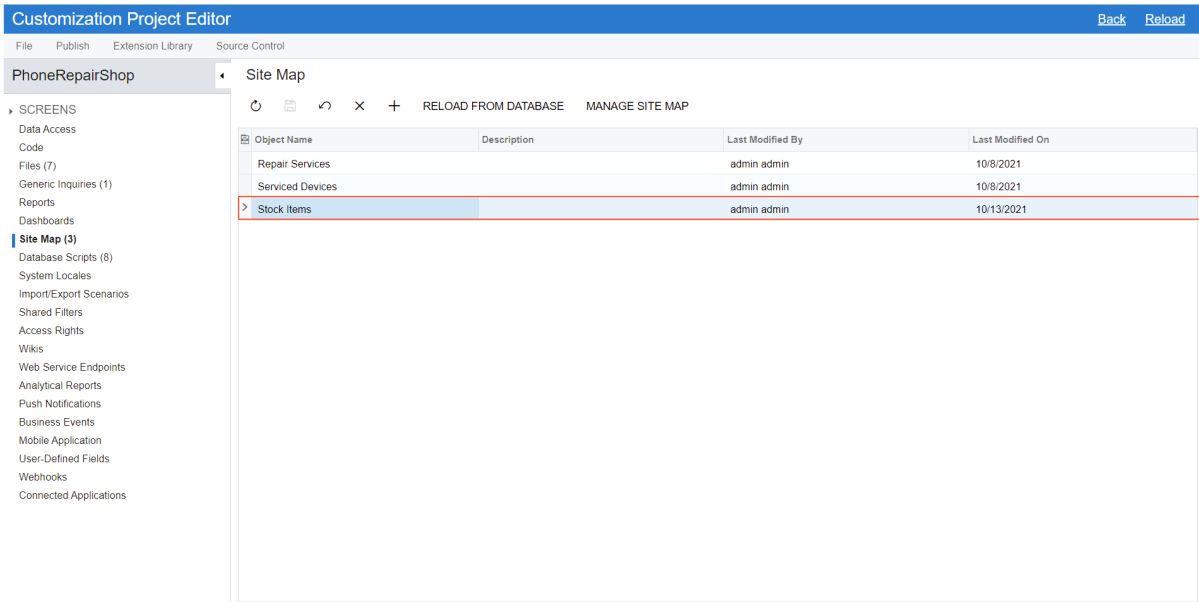 Customization Project Editor
Back Reload
File Publish Extension Library Source Control
PhoneRepairShop
SCREENS
Data Access
Code
Files (7)
Generic Inquiries (1)
Reports
Dashboards
Site Map (3)
Database Scripts (8)
System Locales
Import/Export Scenarios
Shared Filters
Access Rights
Wikis
Web Service Endpoints
Analytical Reports
Push Notifications
Business Events
Mobile Application
User-Defined Fields
Webhooks
Connected Applications
Site Map
RELOAD FROM DATABASE MANAGE SITE MAP
Object Name Description Last Modified By Last Modified On
Repair Services admin admin 10/8/2021
Serviced Devices admin admin 10/8/2021
Stock Items admin admin 10/13/2021